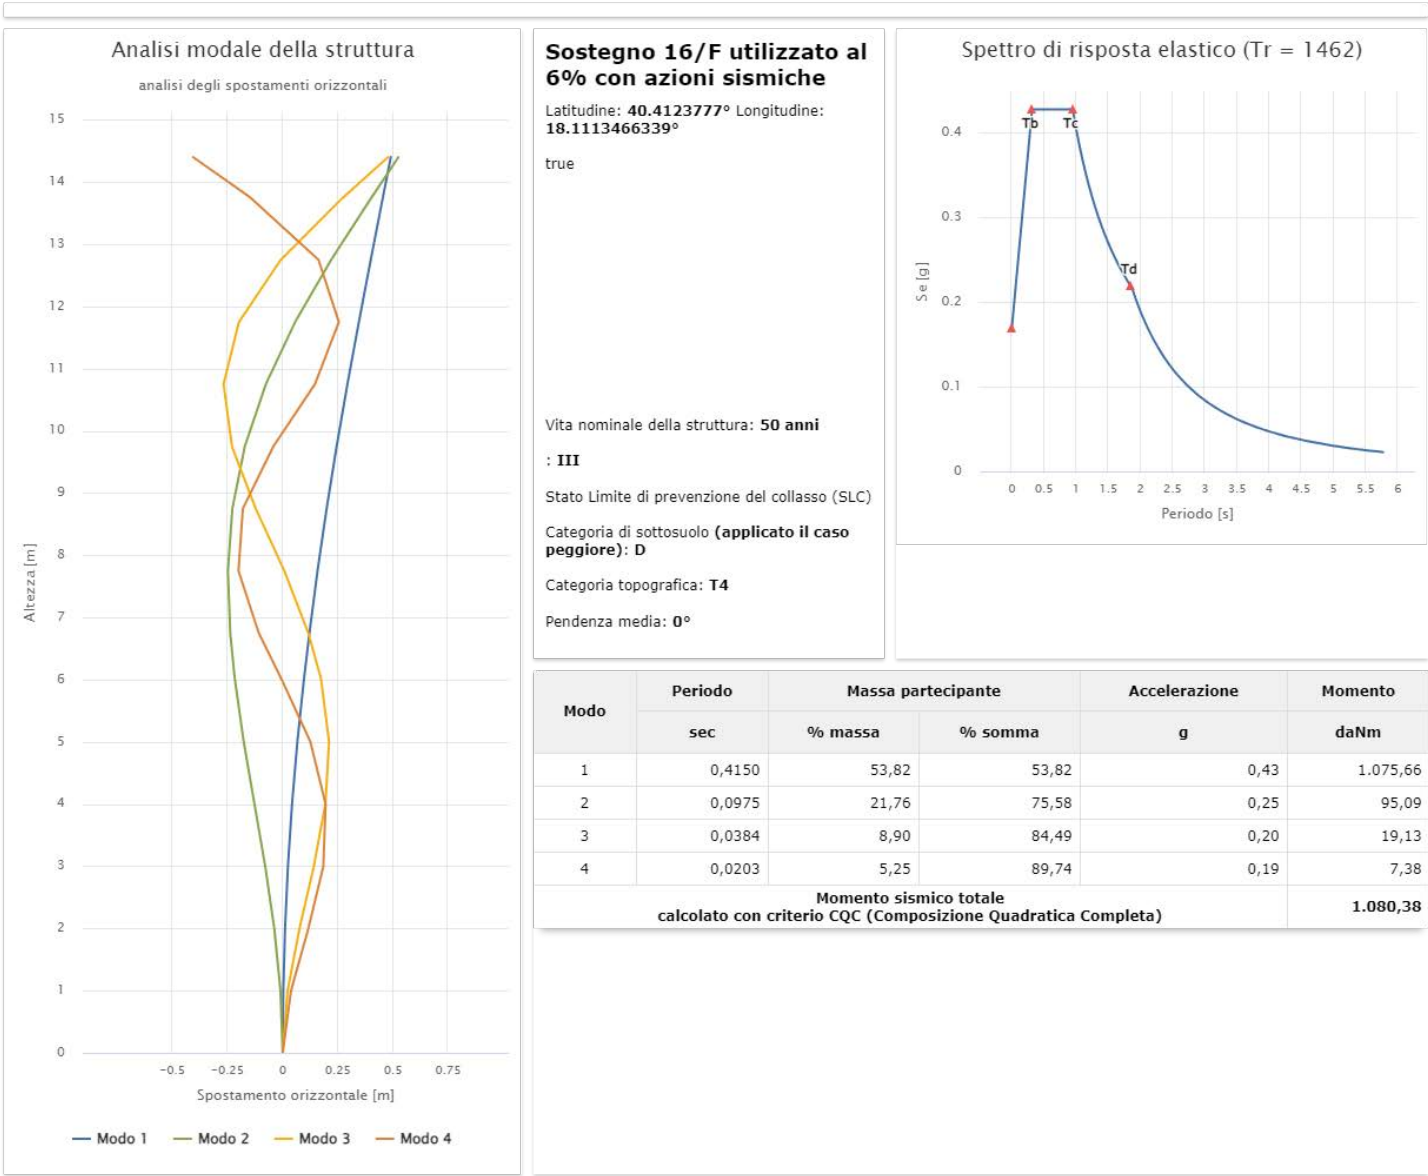 Analisi modale della struttura
analisi degli spostamenti orizzontali
15
14
13
12
11
10
9
8
7
6
5
4
3
2
1
0
Altezza [m]
−0.5 −0.25 0 0.25 0.5 0.75
Spostamento orizzontale [m]
Modo 1 Modo 2 Modo 3 Modo 4
Sostegno 16/F utilizzato al
6% con azioni sismiche
Latitudine: 40.4123777° Longitudine:
18.1113466339°
true
Vita nominale della struttura: 50 anni
: III
Stato Limite di prevenzione del collasso (SLC)
Categoria di sottosuolo (applicato il caso
peggiore): D
Categoria topografica: T4
Pendenza media: 0°
Spettro di risposta elastico (Tr = 1462)
0.4
0.3
0.2
0.1
0
Se [g]
Tb Tc
Td
0 0.5 1 1.5 2 2.5 3 3.5 4 4.5 5 5.5 6
Periodo [s]
Modo Periodo Massa partecipante Accelerazione Momento
sec % massa % somma g daNm
1 0,4150 53,82 53,82 0,43 1.075,66
2 0,0975 21,76 75,58 0,25 95,09
3 0,0384 8,90 84,49 0,20 19,13
4 0,0203 5,25 89,74 0,19 7,38
Momento sismico totale
calcolato con criterio CQC (Composizione Quadratica Completa) 1.080,38